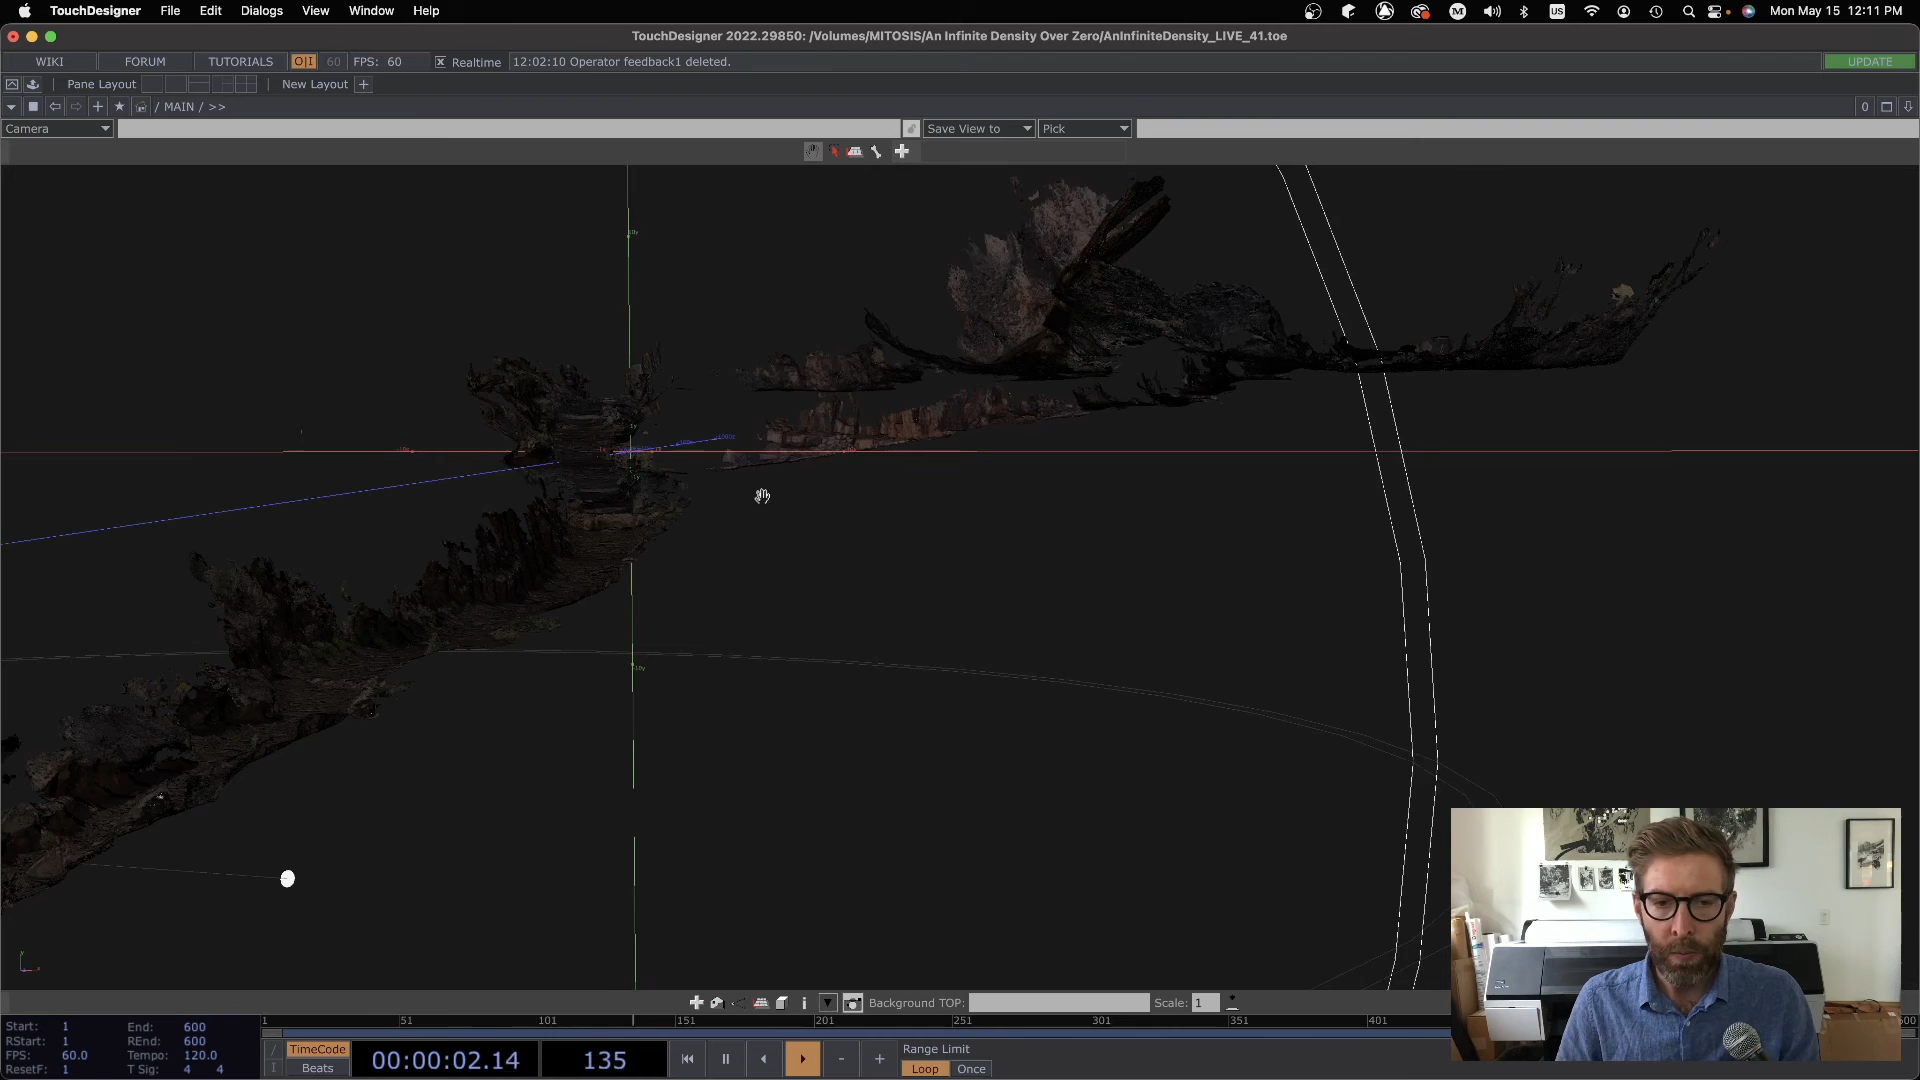 TouchDesigner File Edit Dialogs View Window Help US Mon May 15 12:11 PM
TouchDesigner 2022.29850: /Volumes/MITOSIS/An Infinite Density Over Zero/AnInfiniteDensity_LIVE_41.toe
WIKI FORUM TUTORIALS O|I 60 FPS: 60 Realtime 12:02:10 Operator feedback1 deleted. UPDATE
Pane Layout New Layout
/ MAIN / >> 0
Camera Save View to Pick
Background TOP: Scale: 1
1 51 101 151 201 251 301 351 401
Start: 1 End: 600
RStart: 1 REnd: 600
FPS: 60.0 Tempo: 120.0
ResetF: 1 T Sig: 4 4
TimeCode
Beats
00:00:02.14 135
Range Limit
Loop Once